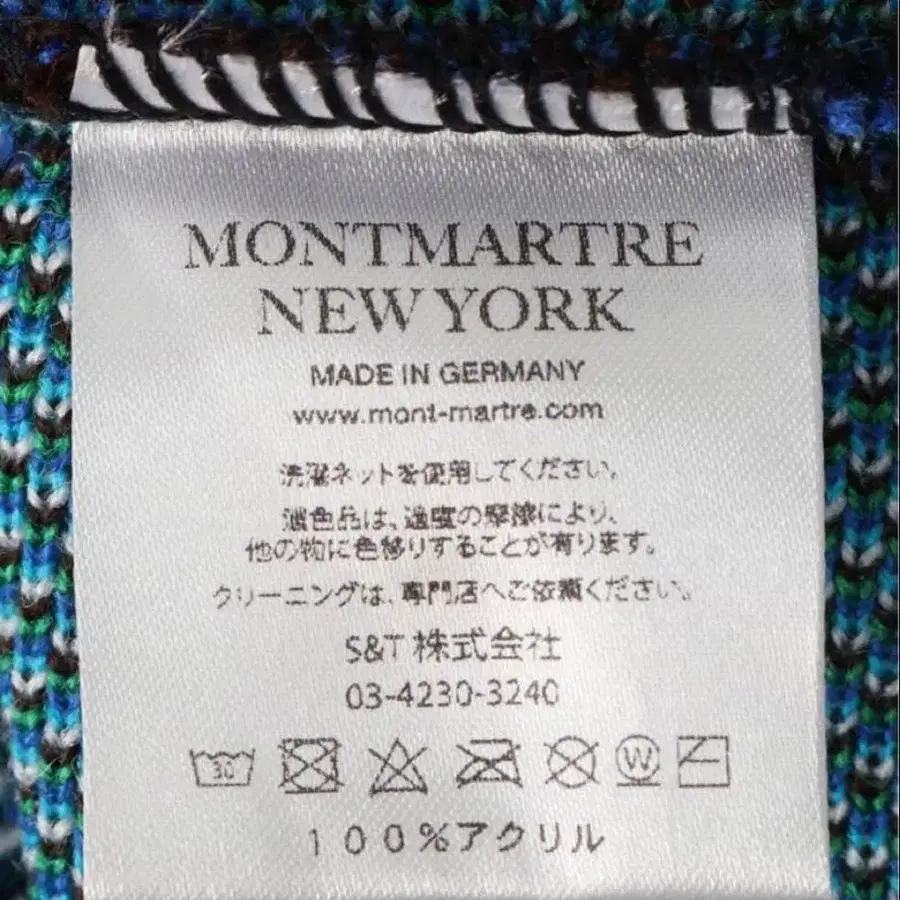 MONTMARTRE
NEW YORK
MADE IN GERMANY
www.mont-martre.com
洗濯ネットを使用してください。
濃色品は、過度の摩擦により、
他の物に色移りすることが有ります。
クリーニングは、専門店へご依頼ください。
S&T 株式会社
03-4230-3240
30 W
100%アクリル